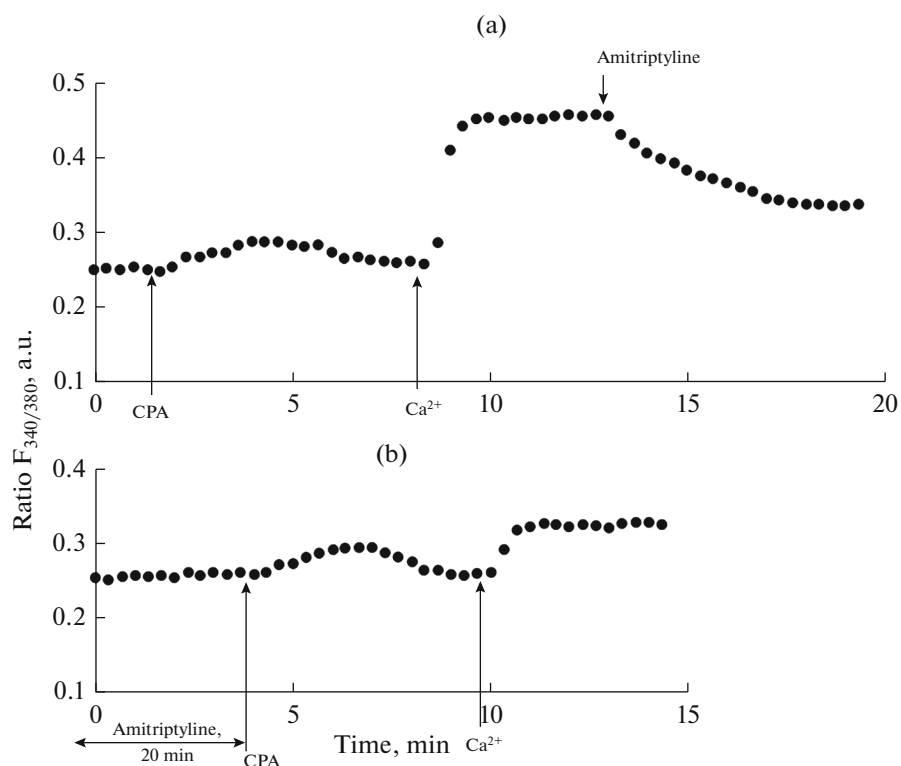 (a)
Amitriptyline
0.5
0.4
0.3
0.2
0.1
0
5
10
15
20
CPA
Ca²⁺
Ratio F₃₄₀/₃₈₀, a.u.
(b)
0.4
0.3
0.2
0.1
0
5
10
15
Amitriptyline,
20 min
CPA
Time, min
Ca²⁺